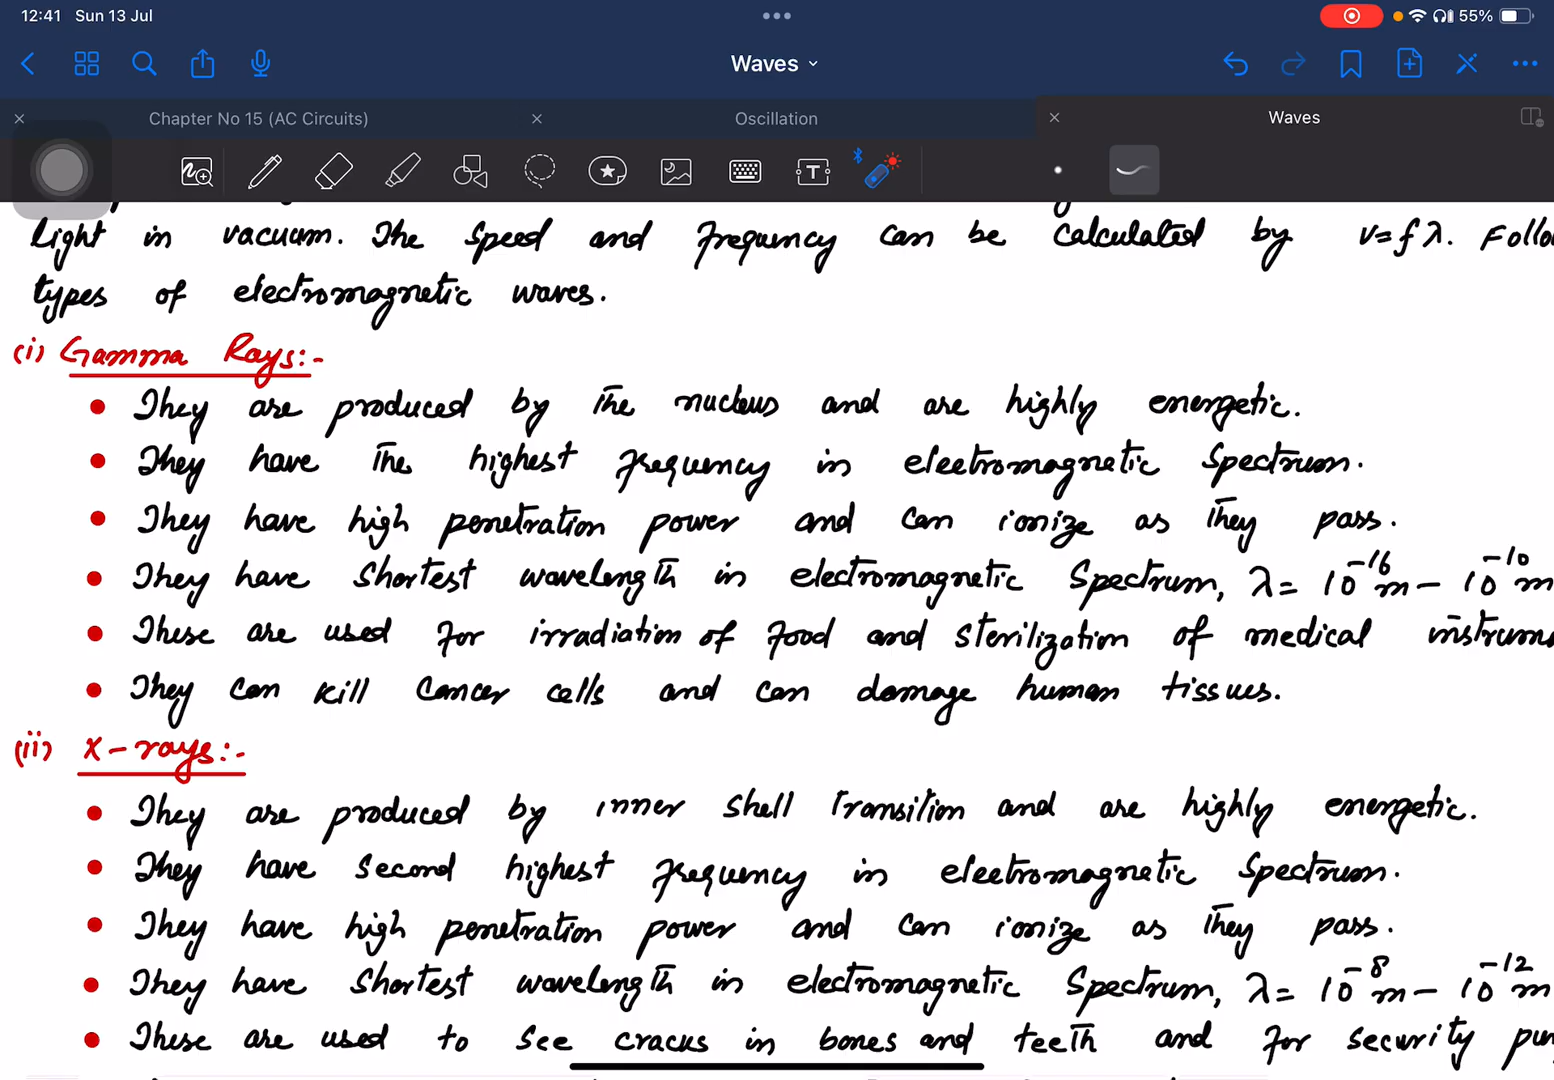 12:41 Sun 13 Jul 55%
Waves
Chapter No 15 (AC Circuits) Oscillation Waves
light in vacuum. The speed and frequency can be calculated by v=fλ. Follo
types of electromagnetic waves.
(i) Gamma Rays:-
• They are produced by the nucleus and are highly energetic.
• They have the highest frequency in electromagnetic spectrum.
• They have high penetration power and can ionize as they pass.
• They have shortest wavelength in electromagnetic spectrum, λ= 10⁻¹⁶m – 10⁻¹⁰m
• These are used for irradiation of food and sterilization of medical instrume
• They can kill cancer cells and can damage human tissues.
(ii) X-rays:-
• They are produced by inner shell transition and are highly energetic.
• They have second highest frequency in electromagnetic spectrum.
• They have high penetration power and can ionize as they pass.
• They have shortest wavelength in electromagnetic spectrum, λ= 10⁻⁸m – 10⁻¹²m
• These are used to see cracks in bones and teeth and for security pur